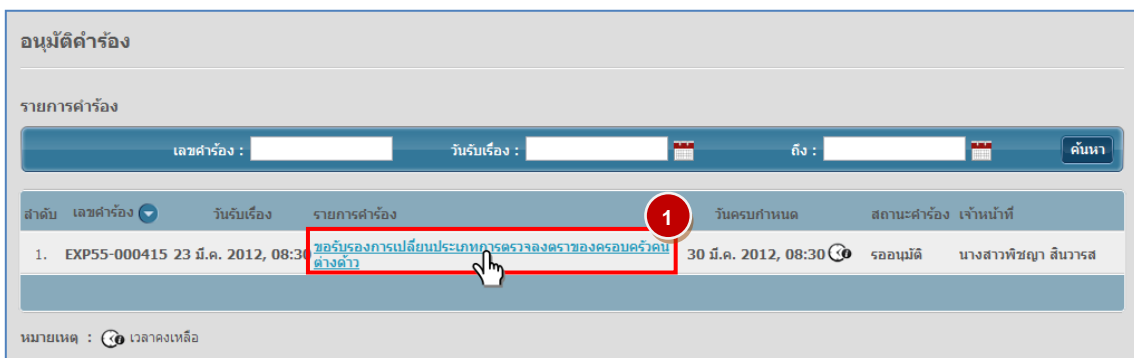 อนุมัติคำร้อง
รายการคำร้อง
เลขคำร้อง : วันรับเรื่อง : ถึง : ค้นหา
ลำดับ เลขคำร้อง วันรับเรื่อง รายการคำร้อง 1 วันครบกำหนด สถานะคำร้อง เจ้าหน้าที่
1. EXP55-000415 23 มี.ค. 2012, 08:30 ขอรับรองการเปลี่ยนประเภทการตรวจลงตราของครอบครัวคน 30 มี.ค. 2012, 08:30 รออนุมัติ นางสาวพิชญา สินวารส
ต่างด้าว
หมายเหตุ : เวลาคงเหลือ